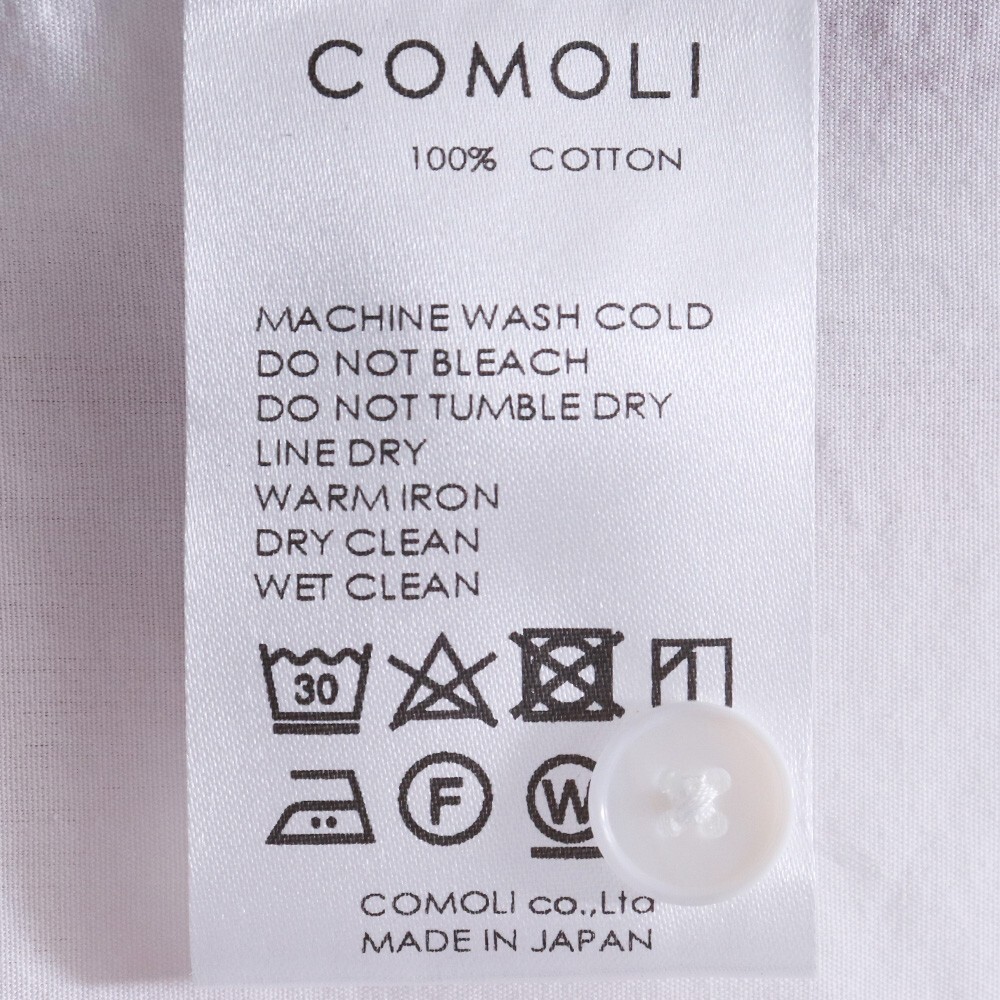 COMOLI
100% COTTON
MACHINE WASH COLD
DO NOT BLEACH
DO NOT TUMBLE DRY
LINE DRY
WARM IRON
DRY CLEAN
WET CLEAN
30
F W
COMOLI co.,Ltd
MADE IN JAPAN